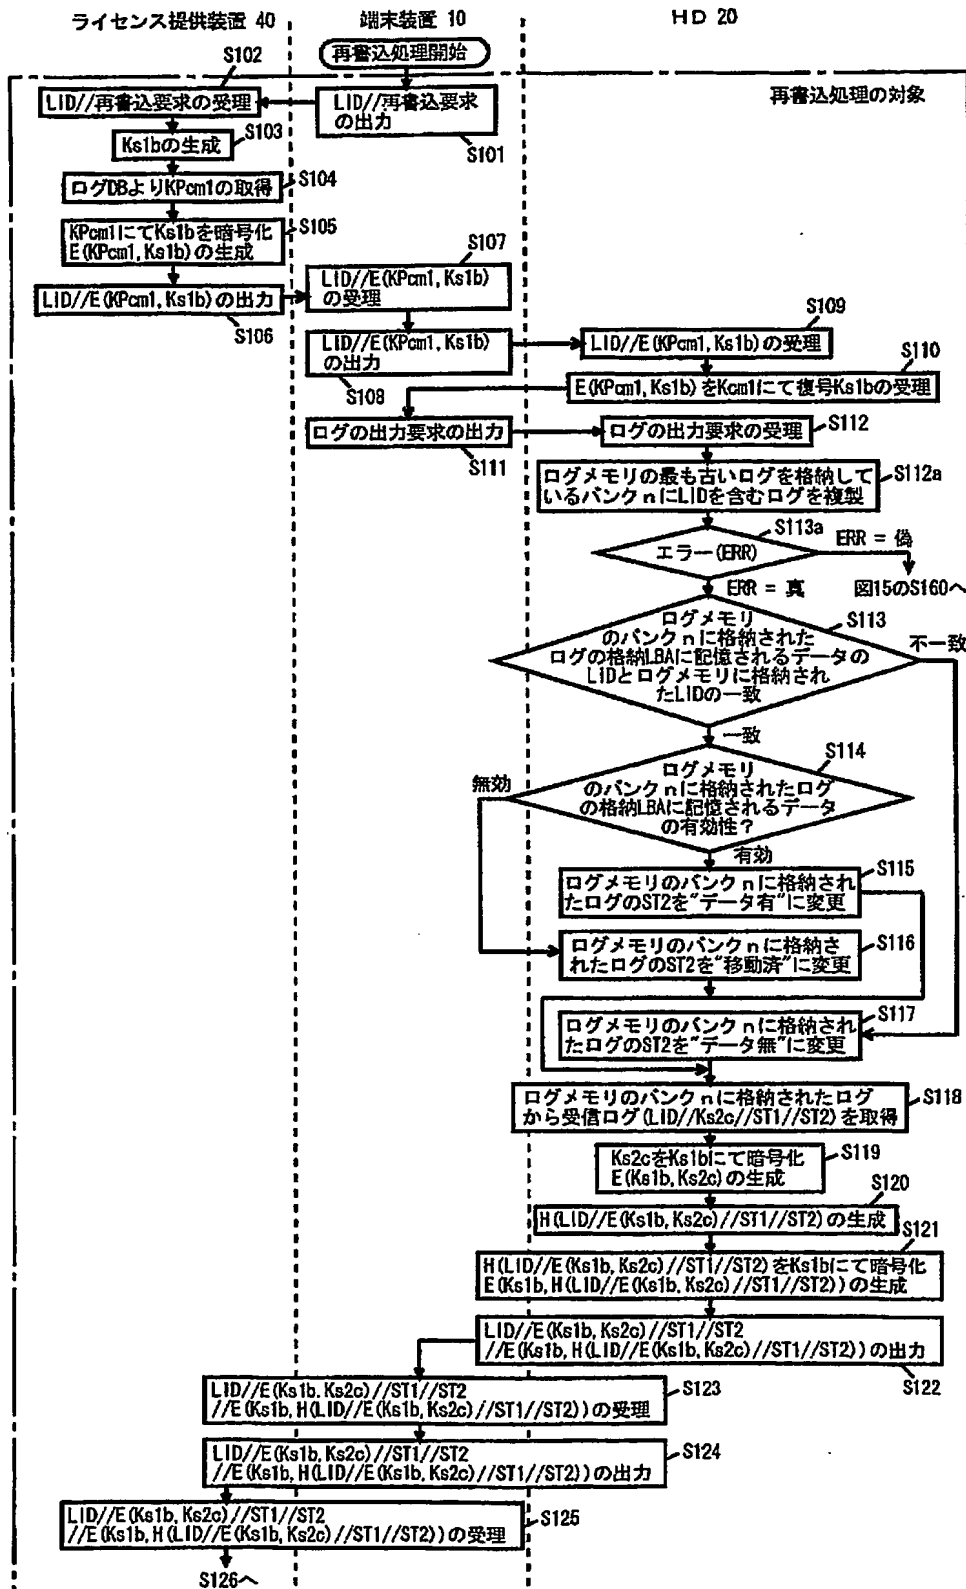 ライセンス提供装置 40
端末装置 10
HD 20
再書込処理開始
再書込処理の対象
S102
LID//再書込要求の受理
LID//再書込要求
の出力
S101
S103
Ks1bの生成
S104
ログDBよりKPcm1の取得
S105
KPcm1にてKs1bを暗号化
E(KPcm1, Ks1b)の生成
LID//E(KPcm1, Ks1b)の出力
S106
S107
LID//E(KPcm1, Ks1b)
の受理
LID//E(KPcm1, Ks1b)
の出力
S108
S109
LID//E(KPcm1, Ks1b)の受理
S110
E(KPcm1, Ks1b)をKcm1にて復号Ks1bの受理
ログの出力要求の出力
S111
ログの出力要求の受理
S112
ログメモリの最も古いログを格納して
いるバンクnにLIDを含むログを複製
S112a
エラー(ERR)
S113a
ERR = 偽
図15のS160へ
ERR = 真
S113
ログメモリ
のバンクnに格納された
ログの格納LBAに記憶されるデータの
LIDとログメモリに格納され
たLIDの一致
不一致
一致
S114
ログメモリ
のバンクnに格納されたログ
の格納LBAに記憶されるデータ
の有効性?
無効
有効
S115
ログメモリのバンクnに格納され
たログのST2を"データ有"に変更
S116
ログメモリのバンクnに格納さ
れたログのST2を"移動済"に変更
S117
ログメモリのバンクnに格納され
たログのST2を"データ無"に変更
ログメモリのバンクnに格納されたログ
から受信ログ(LID//Ks2c//ST1//ST2)を取得
S118
Ks2cをKs1bにて暗号化
E(Ks1b, Ks2c)の生成
S119
S120
H(LID//E(Ks1b, Ks2c)//ST1//ST2)の生成
S121
H(LID//E(Ks1b, Ks2c)//ST1//ST2)をKs1bにて暗号化
E(Ks1b, H(LID//E(Ks1b, Ks2c)//ST1//ST2))の生成
LID//E(Ks1b, Ks2c)//ST1//ST2
//E(Ks1b, H(LID//E(Ks1b, Ks2c)//ST1//ST2))の出力
S122
LID//E(Ks1b, Ks2c)//ST1//ST2
//E(Ks1b, H(LID//E(Ks1b, Ks2c)//ST1//ST2))の受理
S123
LID//E(Ks1b, Ks2c)//ST1//ST2
//E(Ks1b, H(LID//E(Ks1b, Ks2c)//ST1//ST2))の出力
S124
LID//E(Ks1b, Ks2c)//ST1//ST2
//E(Ks1b, H(LID//E(Ks1b, Ks2c)//ST1//ST2))の受理
S125
S126へ